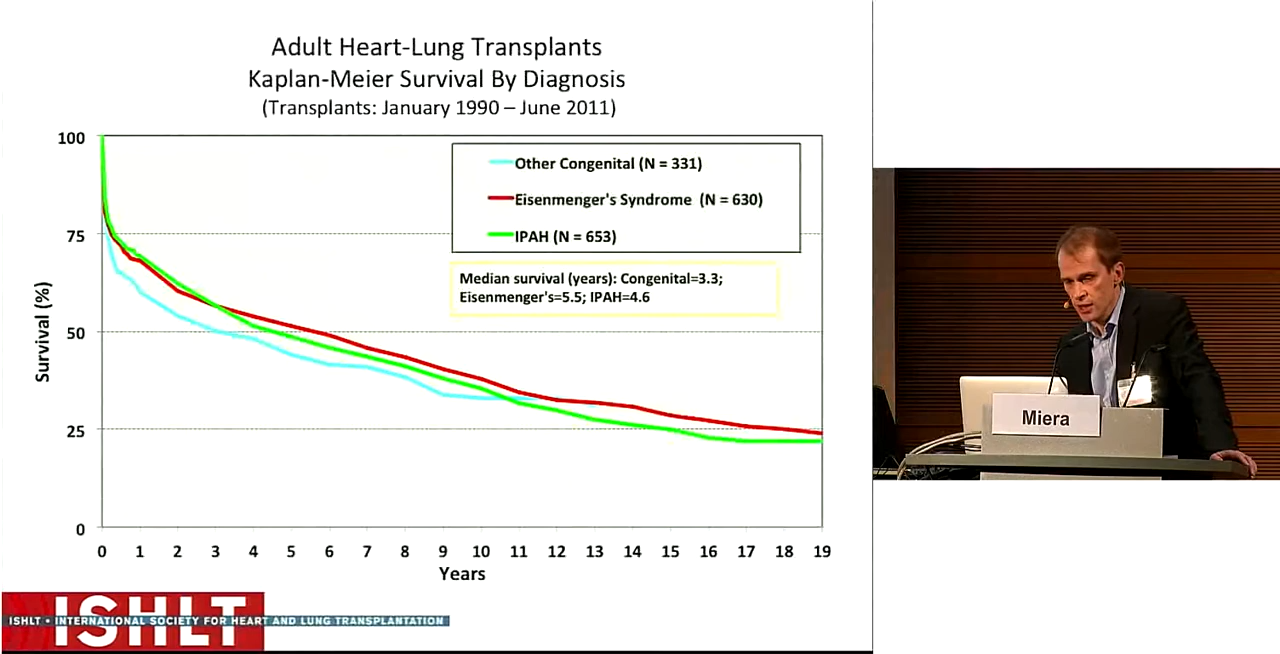 Adult Heart-Lung Transplants
Kaplan-Meier Survival By Diagnosis
(Transplants: January 1990 – June 2011)
100
75
50
25
0
Survival (%)
Other Congenital (N = 331)
Eisenmenger's Syndrome (N = 630)
IPAH (N = 653)
Median survival (years): Congenital=3.3;
Eisenmenger's=5.5; IPAH=4.6
0 1 2 3 4 5 6 7 8 9 10 11 12 13 14 15 16 17 18 19
Years
ISHLT
ISHLT • INTERNATIONAL SOCIETY FOR HEART AND LUNG TRANSPLANTATION
Miera